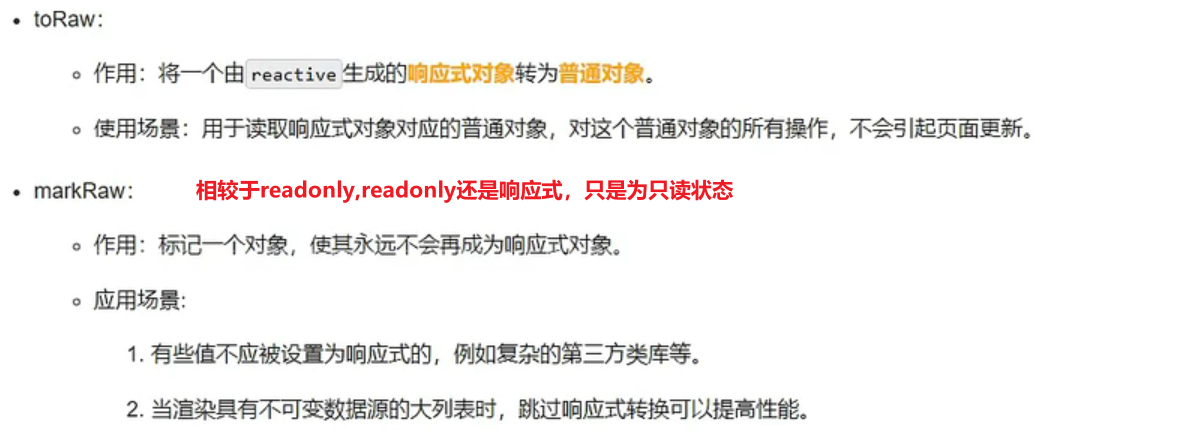 toRaw：
作用：将一个由reactive生成的响应式对象转为普通对象。
使用场景：用于读取响应式对象对应的普通对象，对这个普通对象的所有操作，不会引起页面更新。
markRaw： 相较于readonly,readonly还是响应式，只是为只读状态
作用：标记一个对象，使其永远不会再成为响应式对象。
应用场景:
1. 有些值不应被设置为响应式的，例如复杂的第三方类库等。
2. 当渲染具有不可变数据源的大列表时，跳过响应式转换可以提高性能。